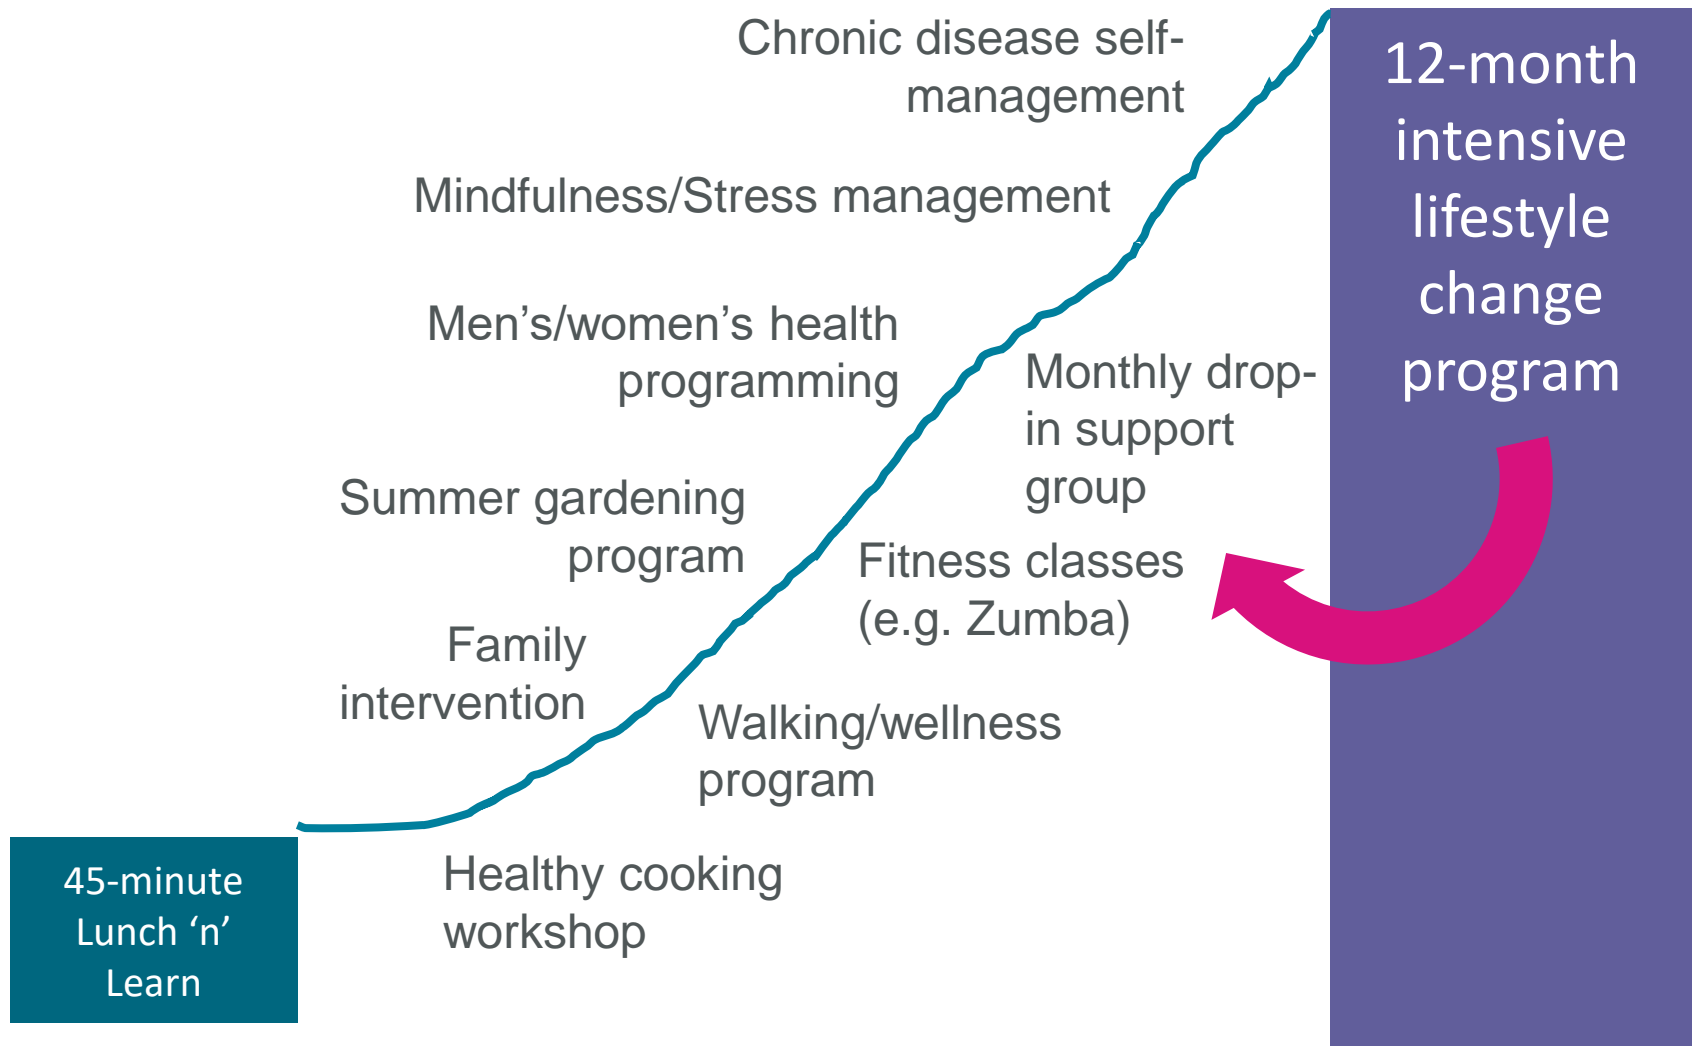 Chronic disease self-
management
12-month
intensive
lifestyle
change
program
Mindfulness/Stress management
Men’s/women’s health
programming
Monthly drop-
in support
group
Summer gardening
program
Fitness classes
(e.g. Zumba)
Family
intervention
Walking/wellness
program
Healthy cooking
workshop
45-minute
Lunch ‘n’
Learn